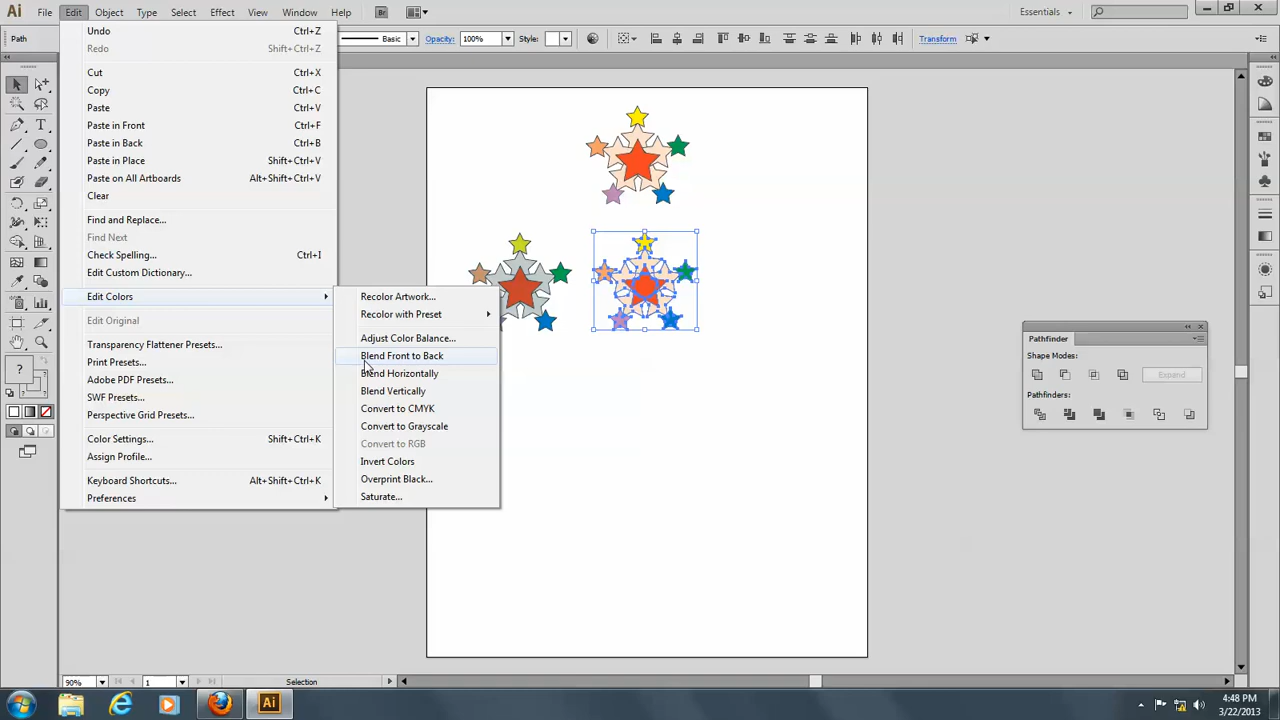 Ai File Edit Object Type Select Effect View Window Help Br Essentials
Path Basic Opacity: 100% Style: Transform
Undo Ctrl+Z
Redo Shift+Ctrl+Z
Cut Ctrl+X
Copy Ctrl+C
Paste Ctrl+V
Paste in Front Ctrl+F
Paste in Back Ctrl+B
Paste in Place Shift+Ctrl+V
Paste on All Artboards Alt+Shift+Ctrl+V
Clear
Find and Replace...
Find Next
Check Spelling... Ctrl+I
Edit Custom Dictionary...
Edit Colors
Edit Original
Transparency Flattener Presets...
Print Presets...
Adobe PDF Presets...
SWF Presets...
Perspective Grid Presets...
Color Settings... Shift+Ctrl+K
Assign Profile...
Keyboard Shortcuts... Alt+Shift+Ctrl+K
Preferences
Recolor Artwork...
Recolor with Preset
Adjust Color Balance...
Blend Front to Back
Blend Horizontally
Blend Vertically
Convert to CMYK
Convert to Grayscale
Convert to RGB
Invert Colors
Overprint Black...
Saturate...
Pathfinder
Shape Modes:
Expand
Pathfinders:
T
?
90% 1 Selection
Ai
4:48 PM
3/22/2013